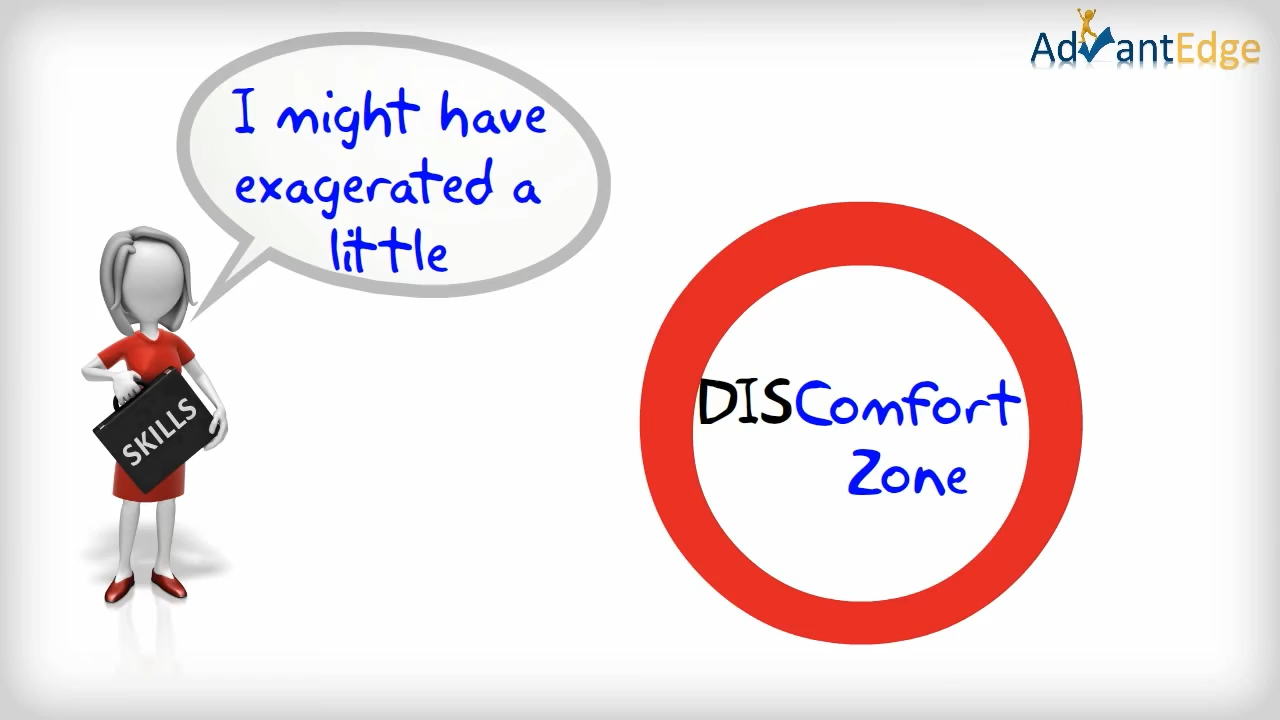 AdvantEdge
I might have
exagerated a
little
SKILLS
DISComfort
Zone